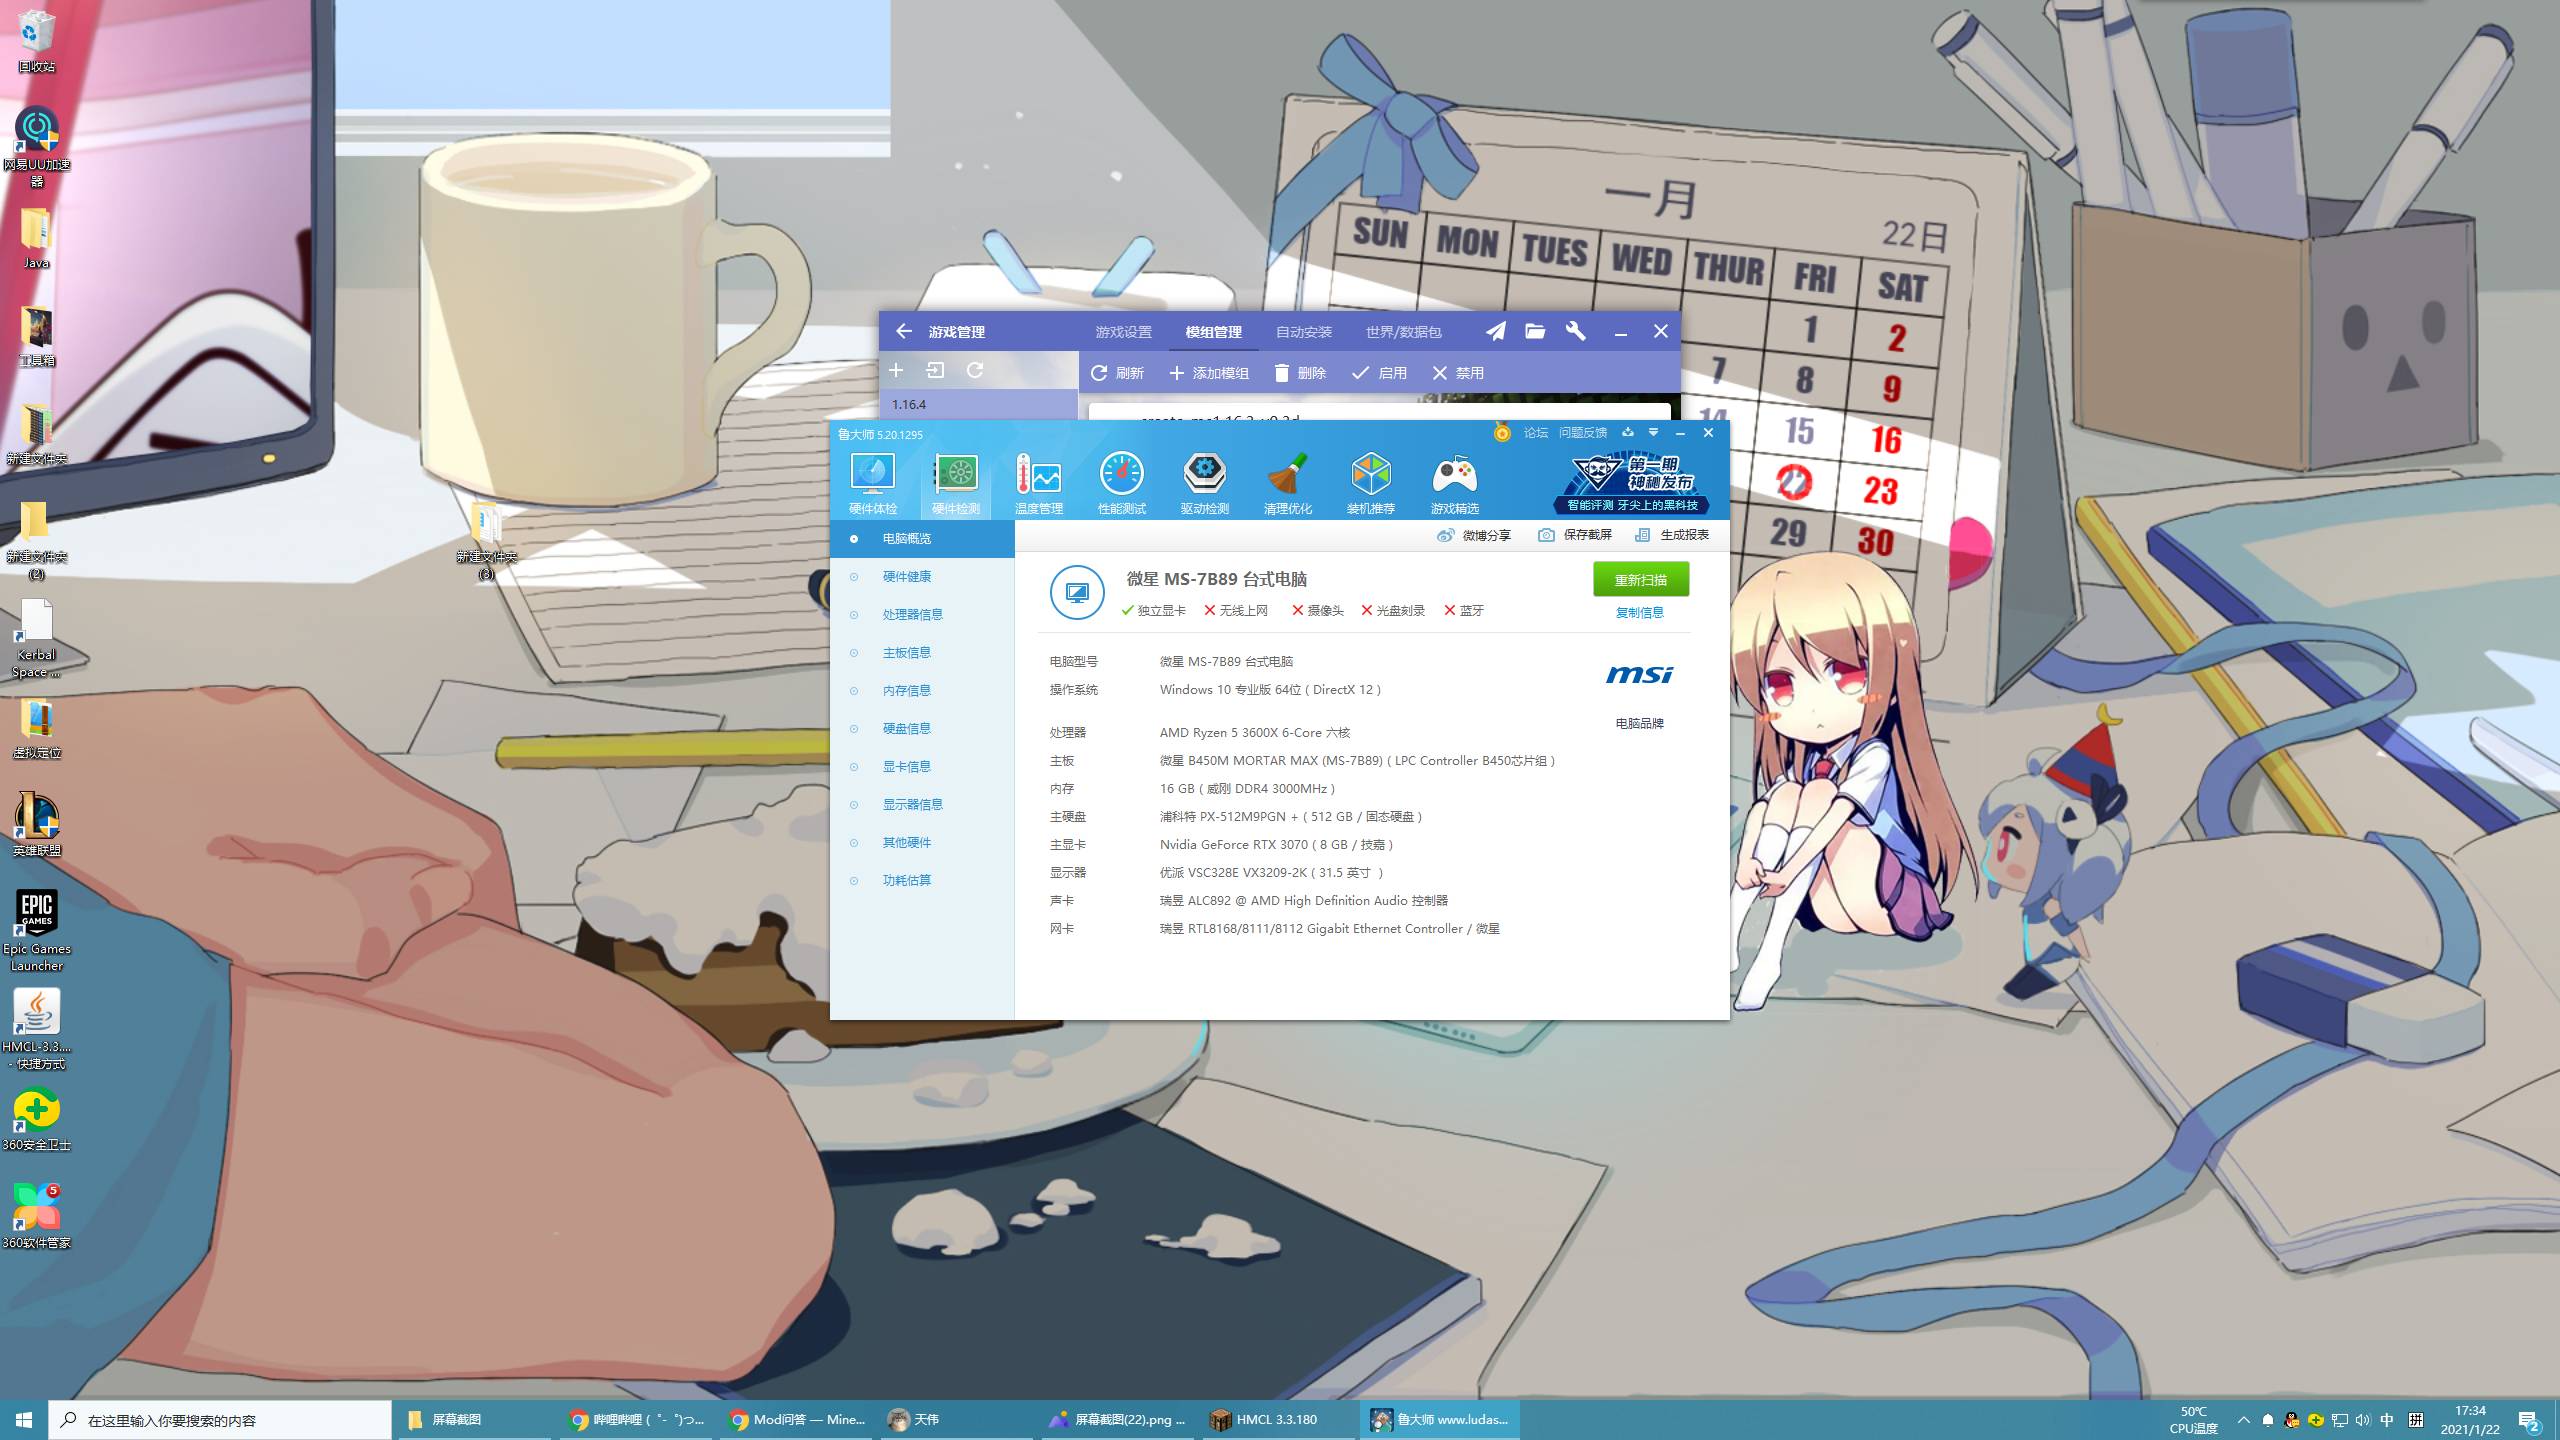 回收站
网易UU加速器
Java
工具箱
新建文件夹
新建文件夹 (2)
新建文件夹 (3)
Kerbal Space ...
虚拟定位
英雄联盟
EPIC GAMES
Epic Games Launcher
HMCL-3.3.... - 快捷方式
360安全卫士
5
360软件管家
一月
22日
SUN MON TUES WED THUR FRI SAT
1 2
7 8 9
14 15 16
22 23
29 30
游戏管理
游戏设置 模组管理 自动安装 世界/数据包
刷新 添加模组 删除 启用 禁用
1.16.4
鲁大师 5.20.1295
论坛 问题反馈
硬件体检 硬件检测 温度管理 性能测试 驱动检测 清理优化 装机推荐 游戏精选
第一期
神秘发布
智能评测 牙尖上的黑科技
微博分享 保存截屏 生成报表
电脑概览
硬件健康
处理器信息
主板信息
内存信息
硬盘信息
显卡信息
显示器信息
其他硬件
功耗估算
微星 MS-7B89 台式电脑
独立显卡 无线上网 摄像头 光盘刻录 蓝牙
重新扫描
复制信息
电脑型号 微星 MS-7B89 台式电脑
操作系统 Windows 10 专业版 64位 ( DirectX 12 )
处理器 AMD Ryzen 5 3600X 6-Core 六核
主板 微星 B450M MORTAR MAX (MS-7B89) ( LPC Controller B450芯片组 )
内存 16 GB ( 威刚 DDR4 3000MHz )
主硬盘 浦科特 PX-512M9PGN + ( 512 GB / 固态硬盘 )
主显卡 Nvidia GeForce RTX 3070 ( 8 GB / 技嘉 )
显示器 优派 VSC328E VX3209-2K ( 31.5 英寸 )
声卡 瑞昱 ALC892 @ AMD High Definition Audio 控制器
网卡 瑞昱 RTL8168/8111/8112 Gigabit Ethernet Controller / 微星
msi
电脑品牌
在这里输入你要搜索的内容
屏幕截图
哔哩哔哩 (゜-゜)つ...
Mod问答 — Mine...
天伟
屏幕截图(22).png ...
HMCL 3.3.180
鲁大师 www.ludas...
50℃
CPU温度
中
拼
17:34
2021/1/22
2